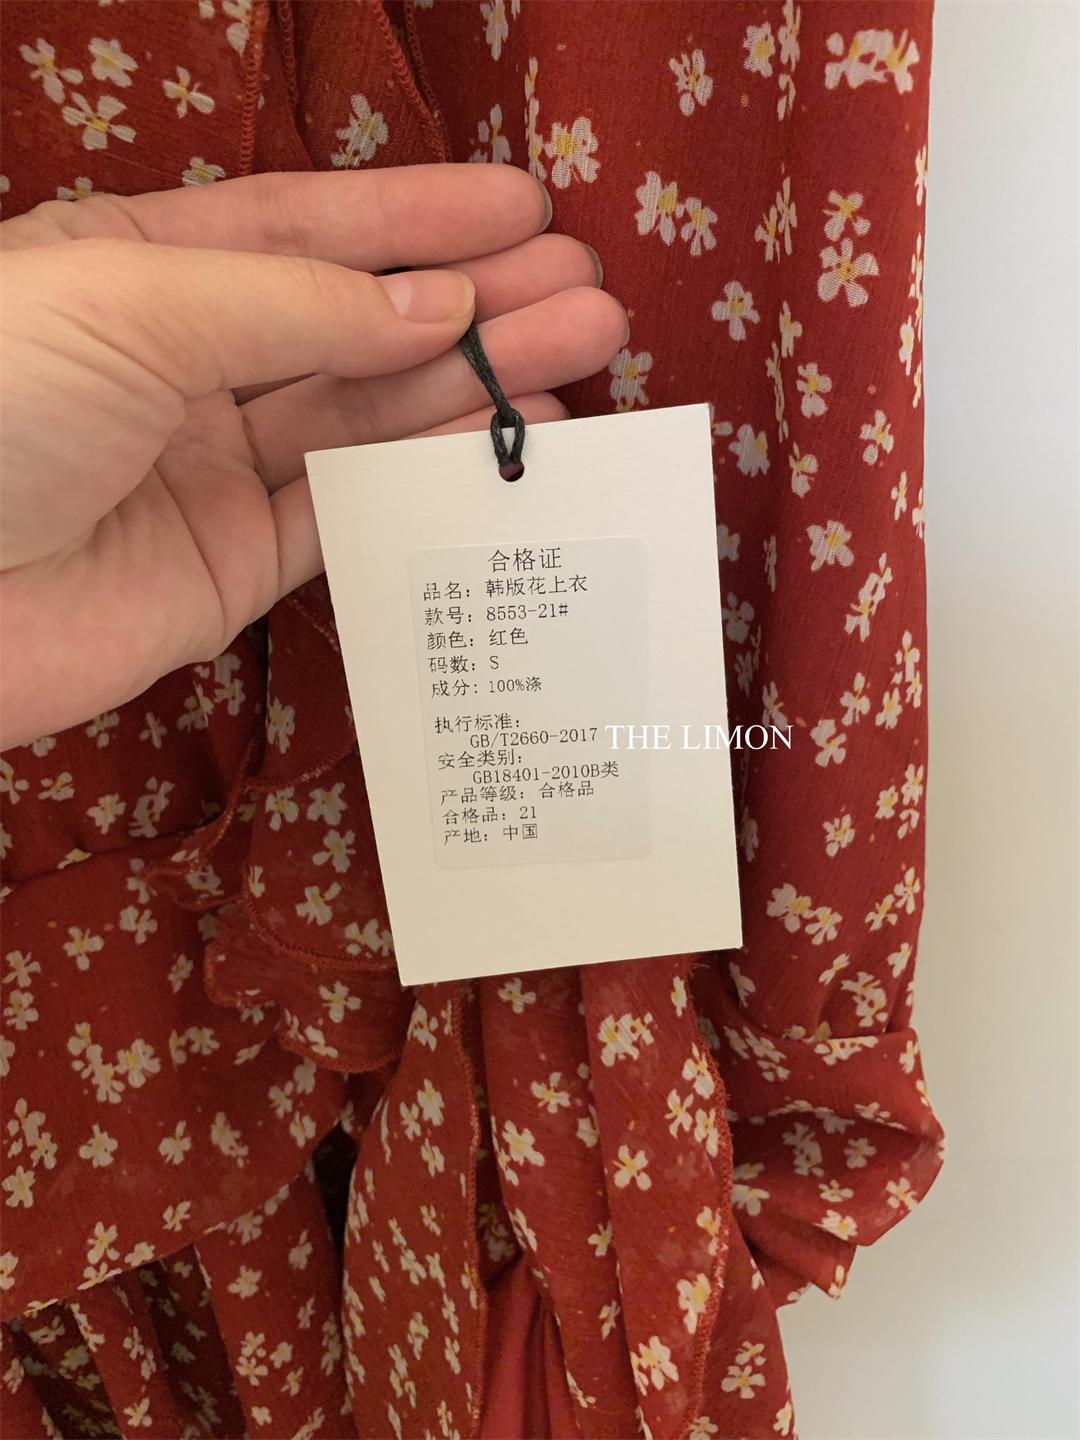 合格证
品名：韩版花上衣
款号：8553-21#
颜色：红色
码数：S
成分：100%涤
执行标准：
GB/T2660-2017
安全类别：
GB18401-2010B类
产品等级：合格品
合格品：21
产地：中国
THE LIMON